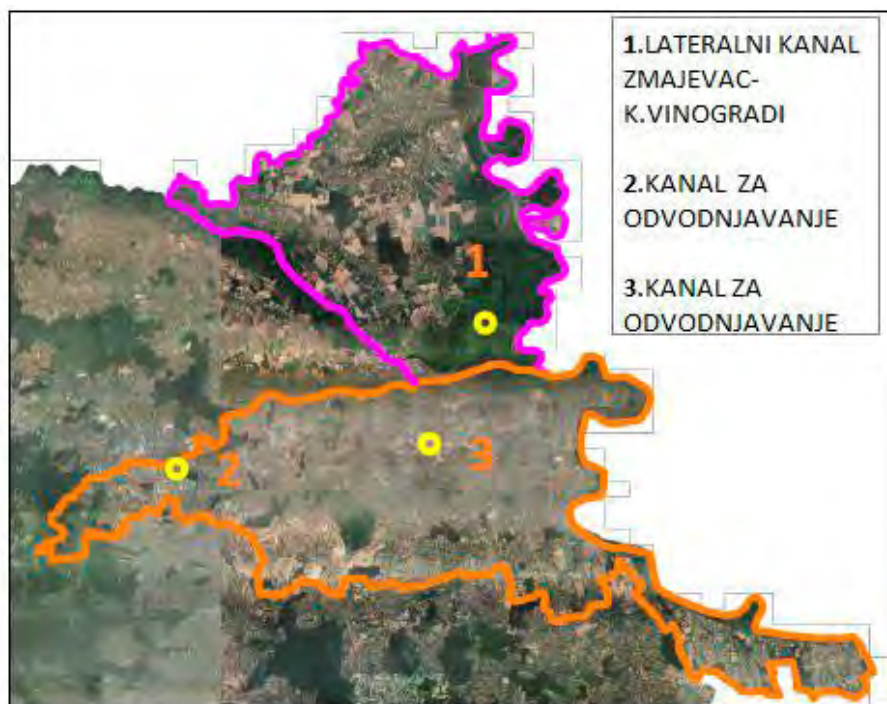 1.LATERALNI KANAL
ZMAJEVAC-
K.VINOGRADI
2.KANAL ZA
ODVODNJAVANJE
3.KANAL ZA
ODVODNJAVANJE
1
2
3